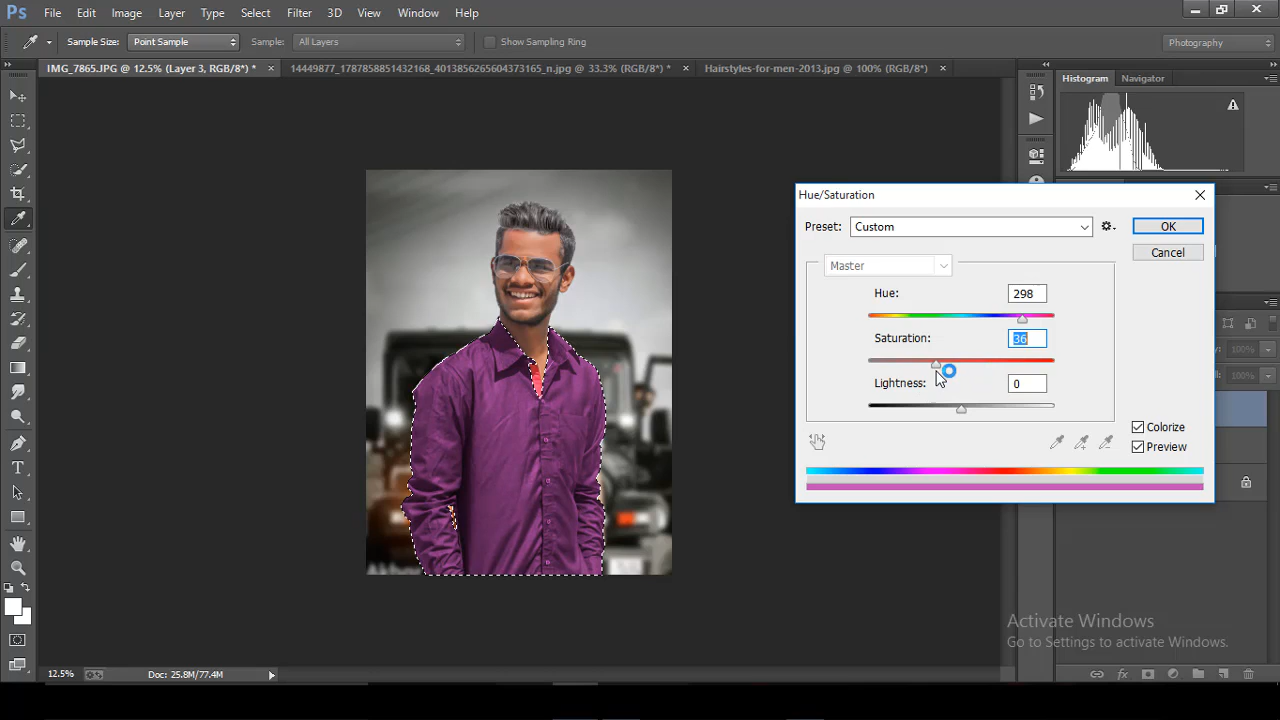 Ps File Edit Image Layer Type Select Filter 3D View Window Help
Sample Size: Point Sample Sample: All Layers Show Sampling Ring Photography
IMG_7865.JPG @ 12.5% (Layer 3, RGB/8*) * × 14449877_1787858851432168_4013856265604373165_n.jpg @ 33.3% (RGB/8*) * × Hairstyles-for-men-2013.jpg @ 100% (RGB/8*) ×
Histogram Navigator
Hue/Saturation
Preset: Custom OK
Cancel
Master
Hue: 298
Saturation: 36
Lightness: 0
Colorize
Preview
100%
100%
Activate Windows
Go to Settings to activate Windows.
12.5% Doc: 25.8M/77.4M
fx